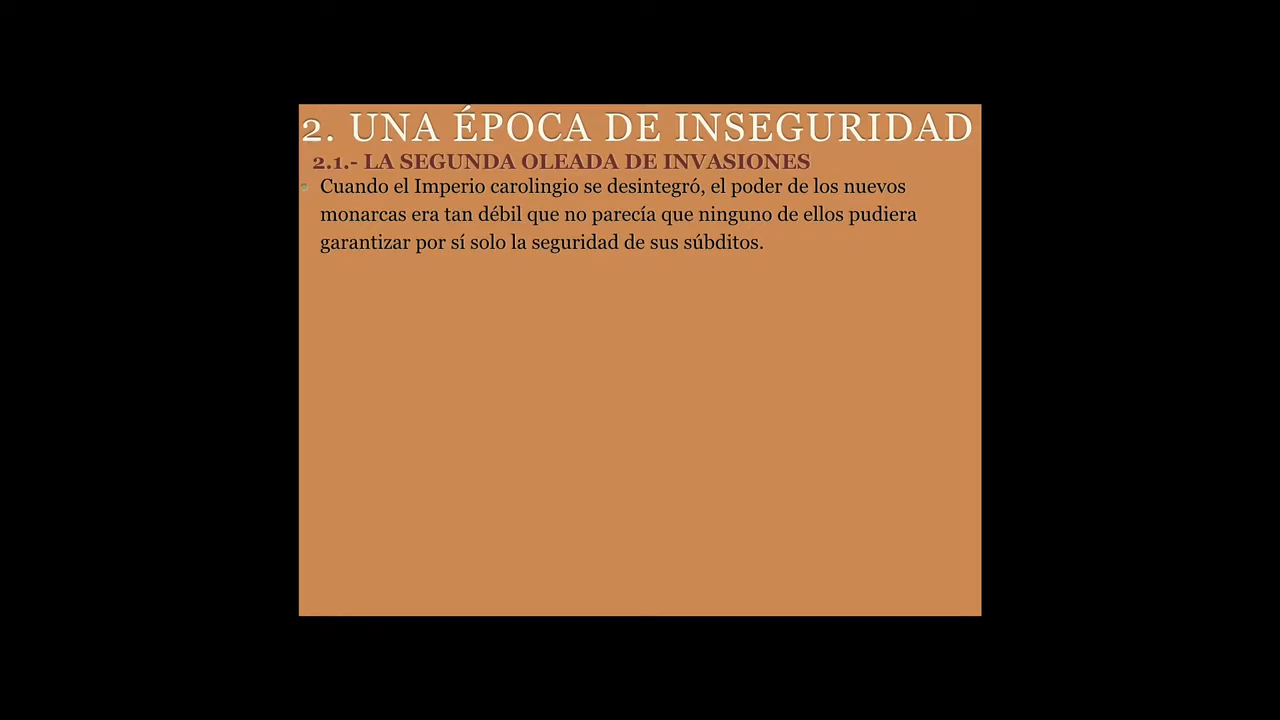 2. UNA ÉPOCA DE INSEGURIDAD
2.1.- LA SEGUNDA OLEADA DE INVASIONES
Cuando el Imperio carolingio se desintegró, el poder de los nuevos
monarcas era tan débil que no parecía que ninguno de ellos pudiera
garantizar por sí solo la seguridad de sus súbditos.